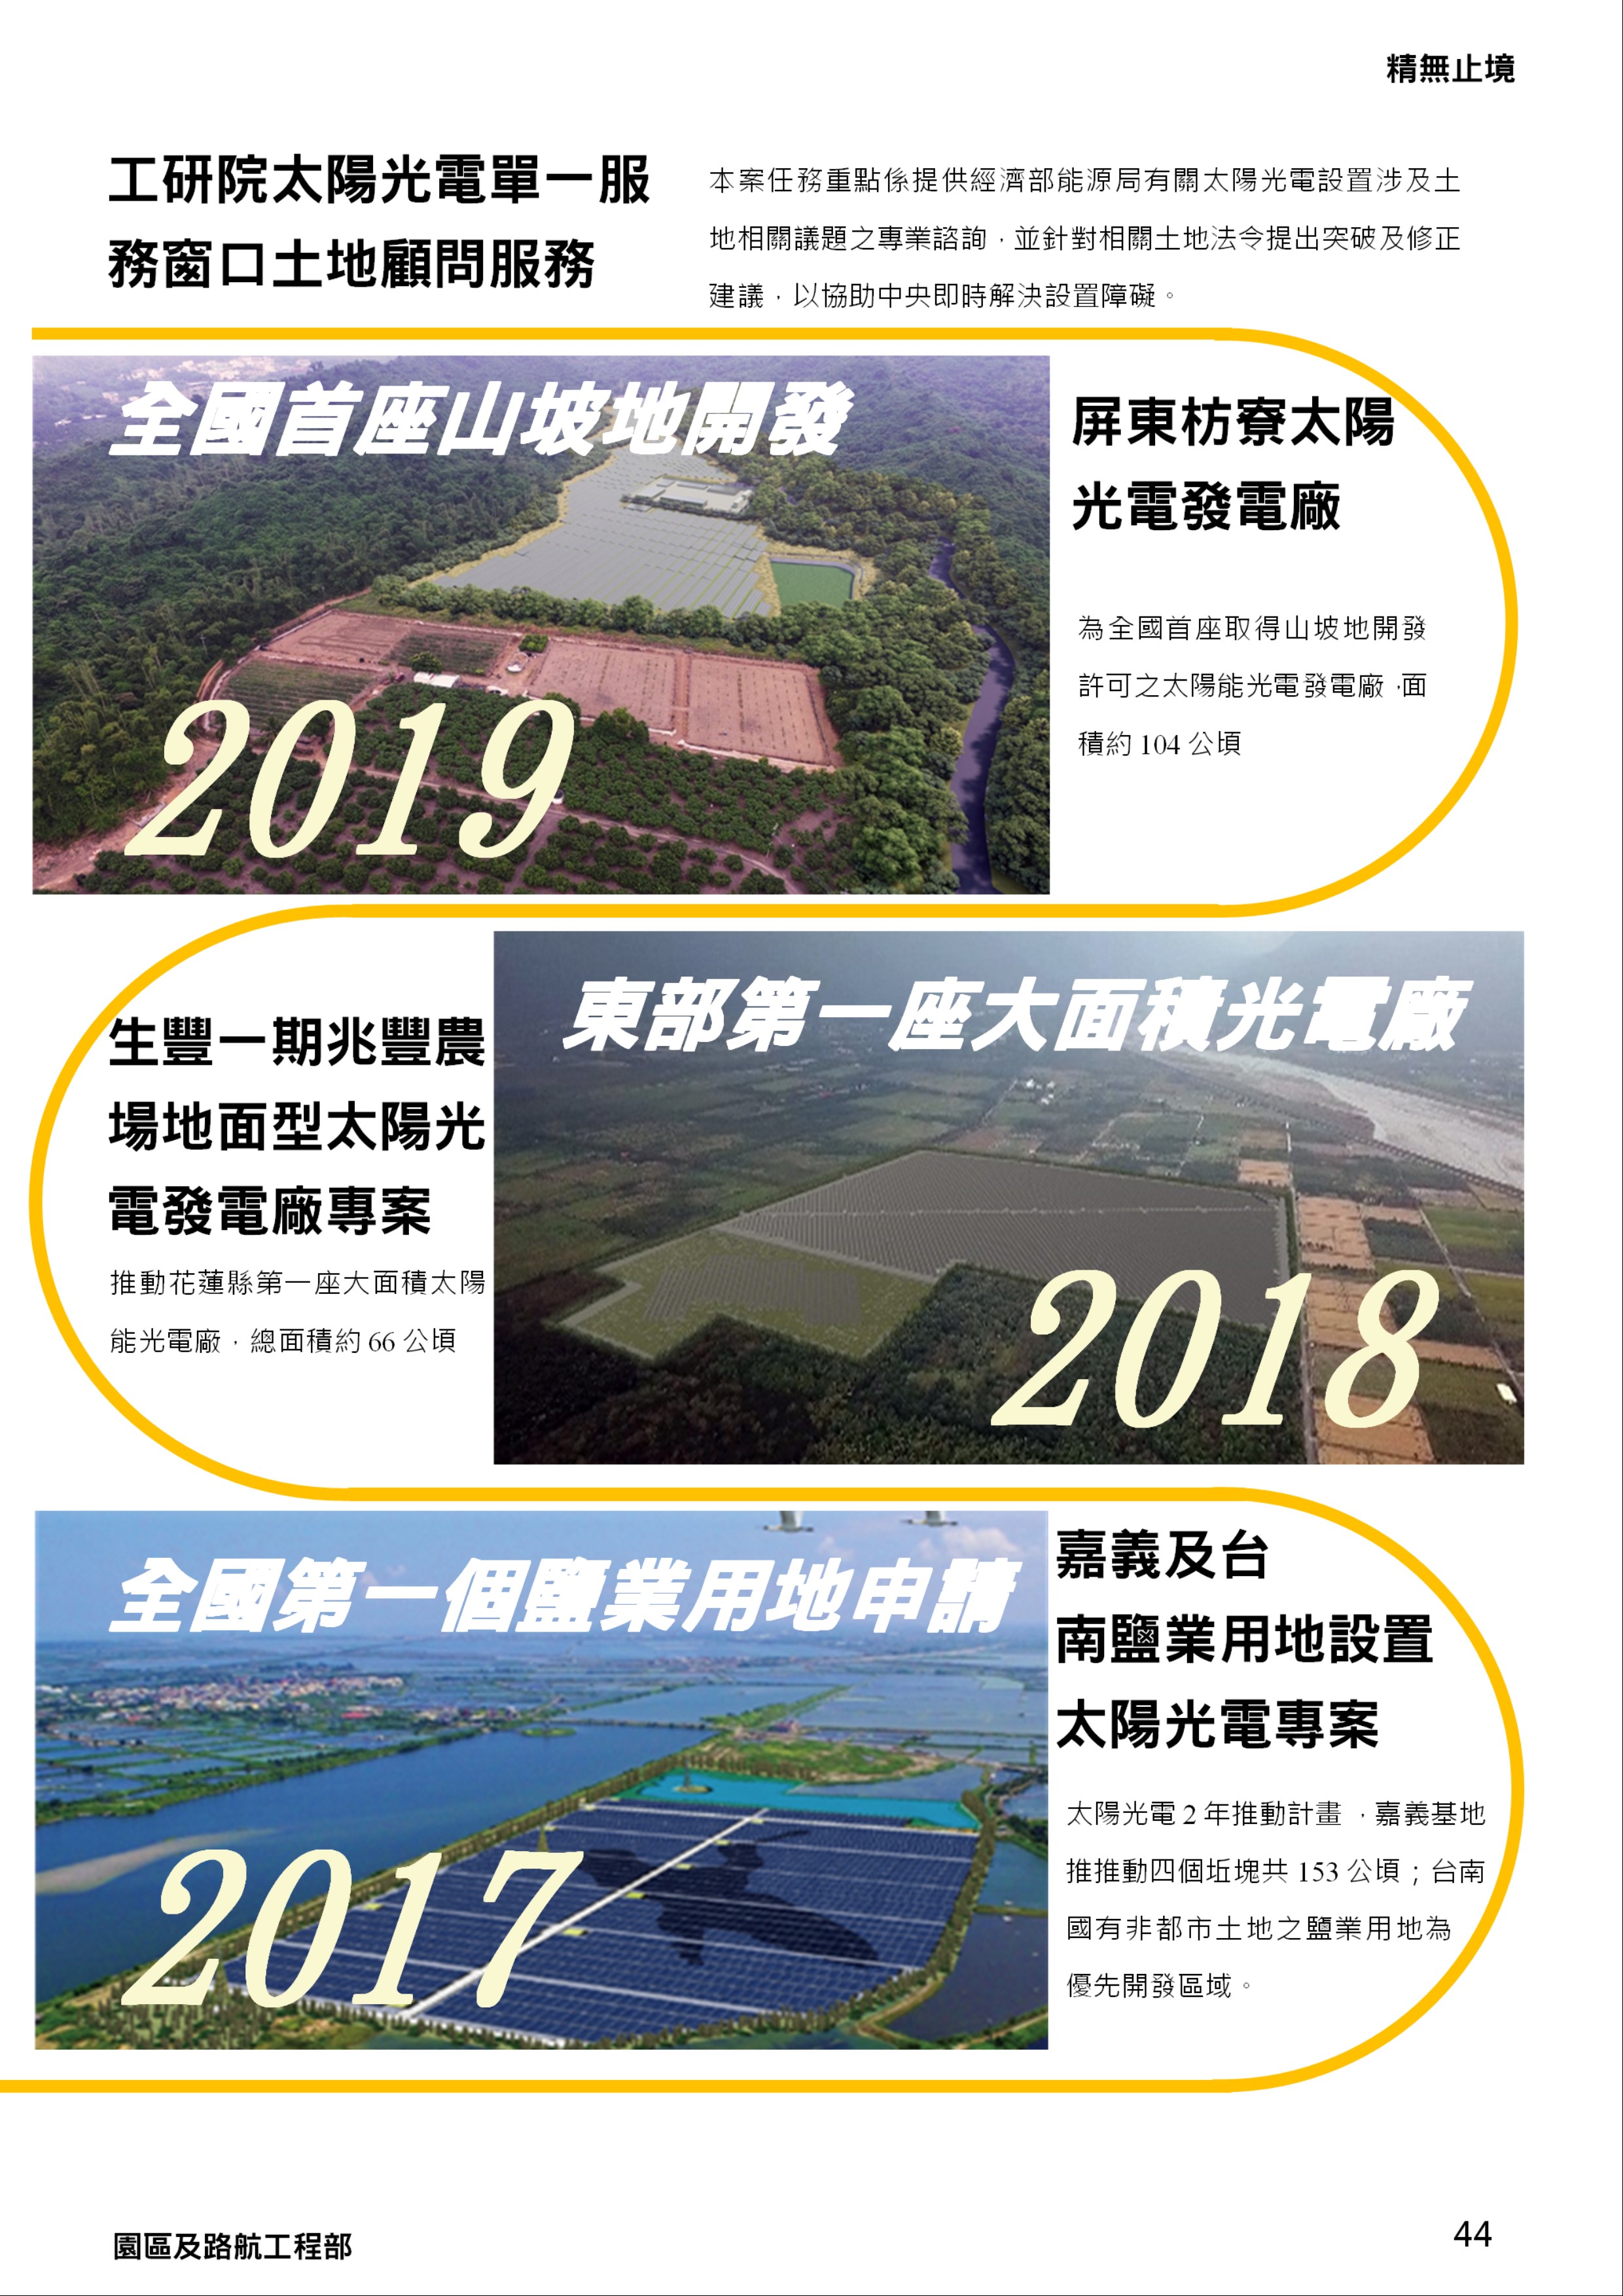 精無止境
工研院太陽光電單一服
務窗口土地顧問服務
本案任務重點係提供經濟部能源局有關太陽光電設置涉及土
地相關議題之專業諮詢，並針對相關土地法令提出突破及修正
建議，以協助中央即時解決設置障礙。
全國首座山坡地開發
2019
屏東枋寮太陽
光電發電廠
為全國首座取得山坡地開發
許可之太陽能光電發電廠，面
積約 104 公頃
生豐一期兆豐農
場地面型太陽光
電發電廠專案
推動花蓮縣第一座大面積太陽
能光電廠，總面積約 66 公頃
東部第一座大面積光電廠
2018
全國第一個鹽業用地申請
2017
嘉義及台
南鹽業用地設置
太陽光電專案
太陽光電 2 年推動計畫 ，嘉義基地
推推動四個坵塊共 153 公頃；台南
國有非都市土地之鹽業用地為
優先開發區域。
園區及路航工程部
44